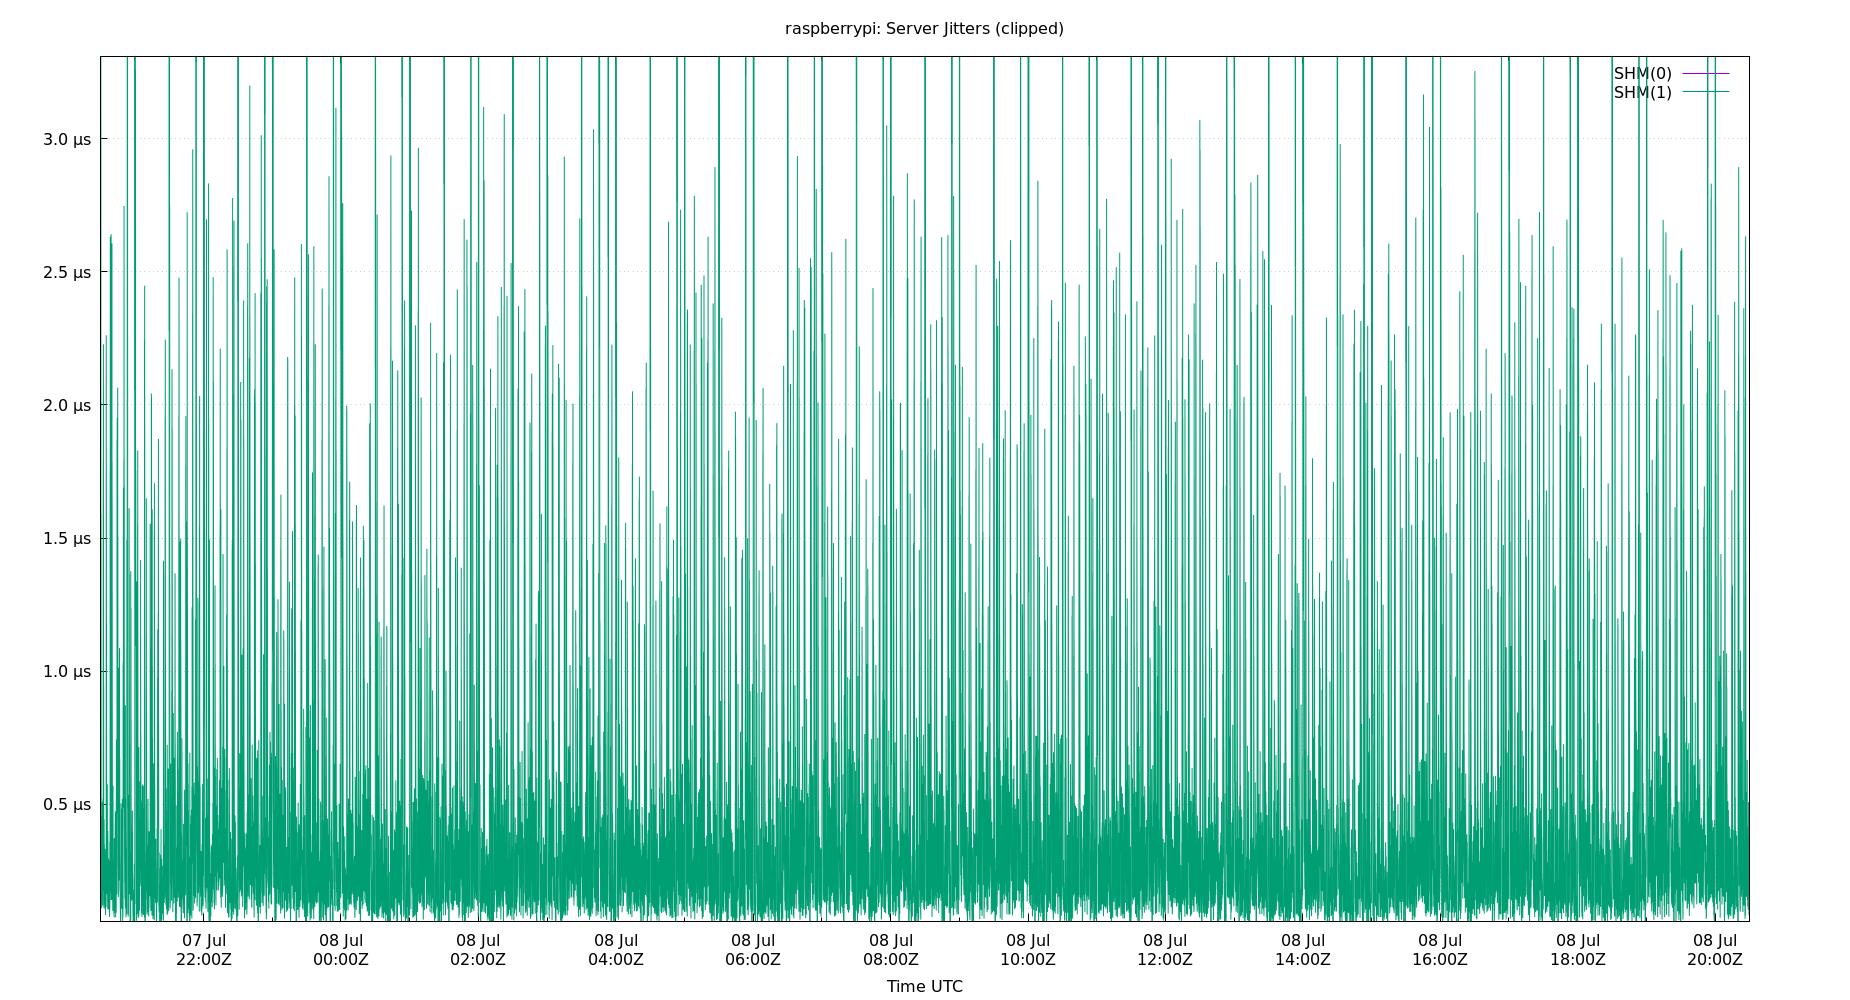 raspberrypi: Server Jitters (clipped)
SHM(0)
SHM(1)
3.0 µs
2.5 µs
2.0 µs
1.5 µs
1.0 µs
0.5 µs
07 Jul 08 Jul 08 Jul 08 Jul 08 Jul 08 Jul 08 Jul 08 Jul 08 Jul 08 Jul 08 Jul 08 Jul
22:00Z 00:00Z 02:00Z 04:00Z 06:00Z 08:00Z 10:00Z 12:00Z 14:00Z 16:00Z 18:00Z 20:00Z
Time UTC